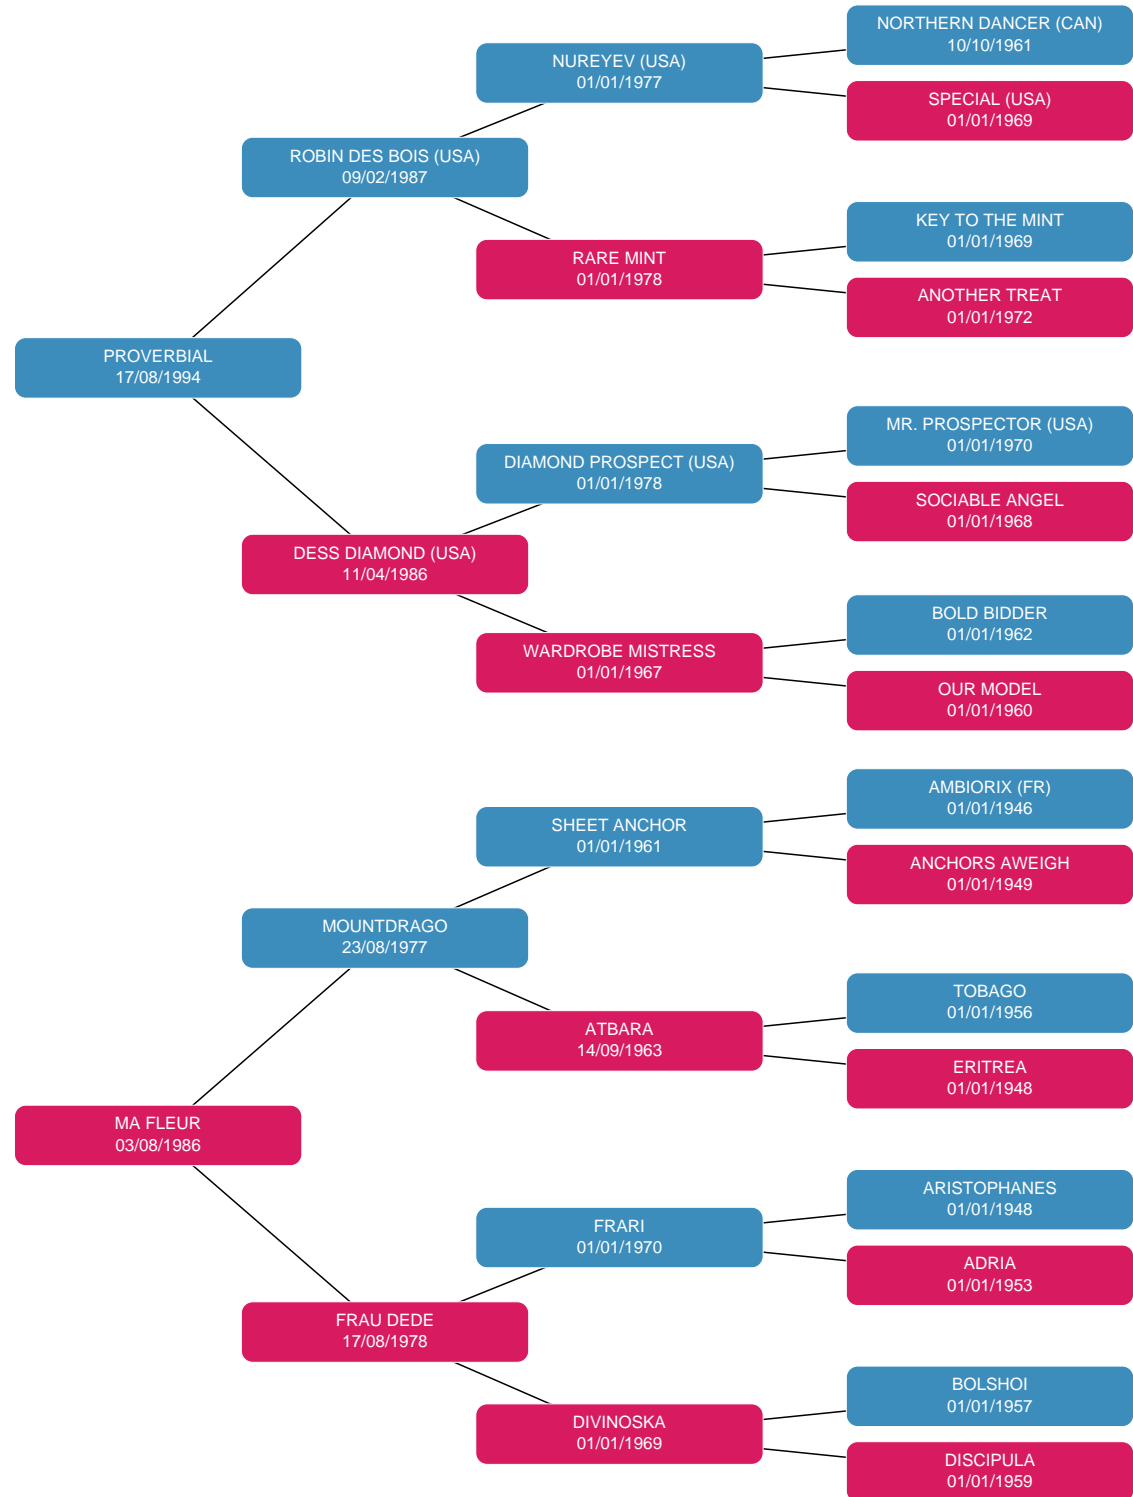 NORTHERN DANCER (CAN)
10/10/1961
NUREYEV (USA)
01/01/1977
SPECIAL (USA)
01/01/1969
ROBIN DES BOIS (USA)
09/02/1987
KEY TO THE MINT
01/01/1969
RARE MINT
01/01/1978
ANOTHER TREAT
01/01/1972
PROVERBIAL
17/08/1994
MR. PROSPECTOR (USA)
01/01/1970
DIAMOND PROSPECT (USA)
01/01/1978
SOCIABLE ANGEL
01/01/1968
DESS DIAMOND (USA)
11/04/1986
BOLD BIDDER
01/01/1962
WARDROBE MISTRESS
01/01/1967
OUR MODEL
01/01/1960
AMBIORIX (FR)
01/01/1946
SHEET ANCHOR
01/01/1961
ANCHORS AWEIGH
01/01/1949
MOUNTDRAGO
23/08/1977
TOBAGO
01/01/1956
ATBARA
14/09/1963
ERITREA
01/01/1948
MA FLEUR
03/08/1986
ARISTOPHANES
01/01/1948
FRARI
01/01/1970
ADRIA
01/01/1953
FRAU DEDE
17/08/1978
BOLSHOI
01/01/1957
DIVINOSKA
01/01/1969
DISCIPULA
01/01/1959